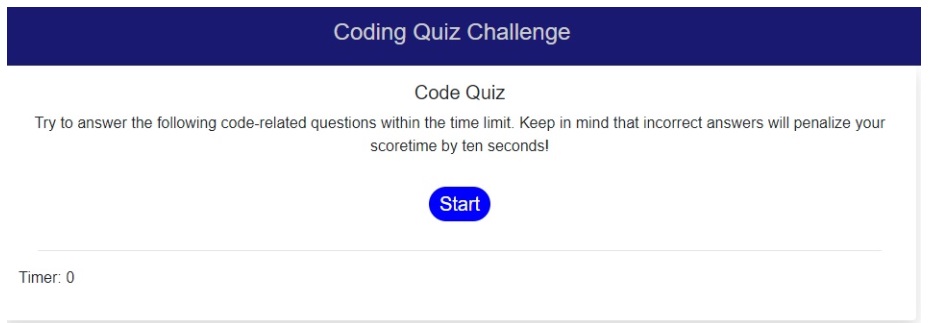 Coding Quiz Challenge
Code Quiz
Try to answer the following code-related questions within the time limit. Keep in mind that incorrect answers will penalize your
scoretime by ten seconds!
Start
Timer: 0